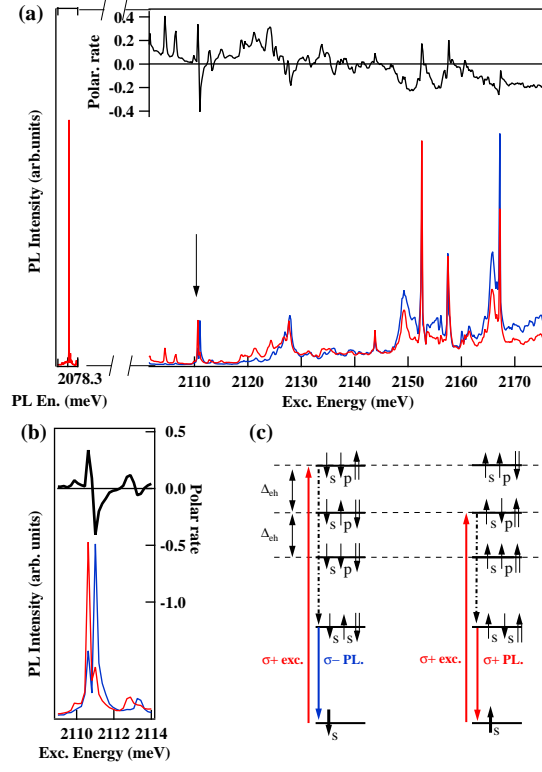 (a)
0.4
0.2
0.0
-0.2
-0.4
Polar. rate
PL Intensity (arb.units)
2078.3
2110
2120
2130
2140
2150
2160
2170
PL En. (meV)
Exc. Energy (meV)
(b)
0.5
0.0
-0.5
-1.0
Polar rate
PL Intensity (arb. units)
2110
2112
2114
Exc. Energy (meV)
(c)
s p
s p
Δeh
s p
s p
Δeh
s p
s p
s s
s s
σ+ exc.
σ− PL.
σ+ exc.
σ+ PL.
s
s